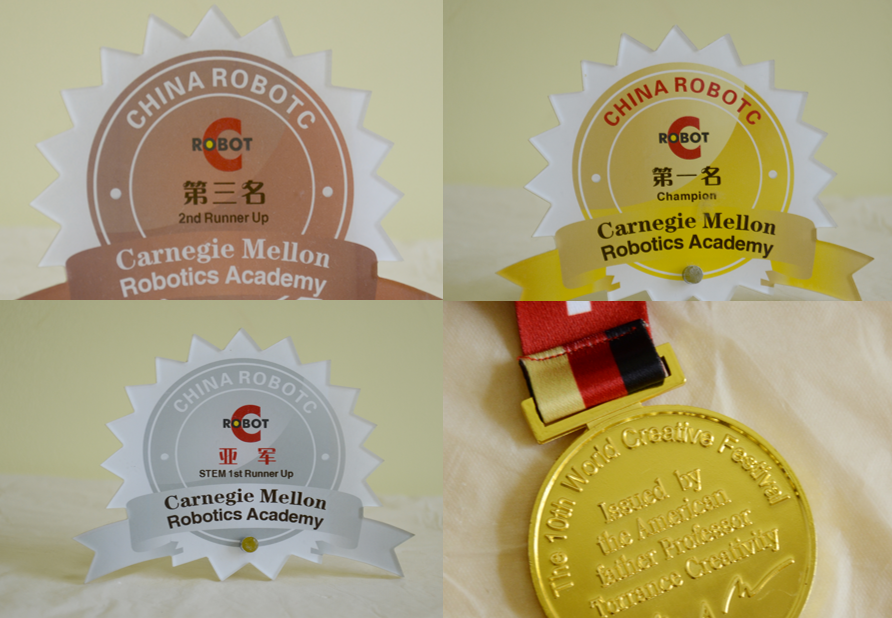 CHINA ROBOTC
ROBOT
第三名
2nd Runner Up
Carnegie Mellon
Robotics Academy
CHINA ROBOTC
ROBOT
第一名
Champion
Carnegie Mellon
Robotics Academy
CHINA ROBOTC
ROBOT
亚 军
STEM 1st Runner Up
Carnegie Mellon
Robotics Academy
The 10th World Creative Festival
Issued by
the American
father Professor
Torrance Creativity